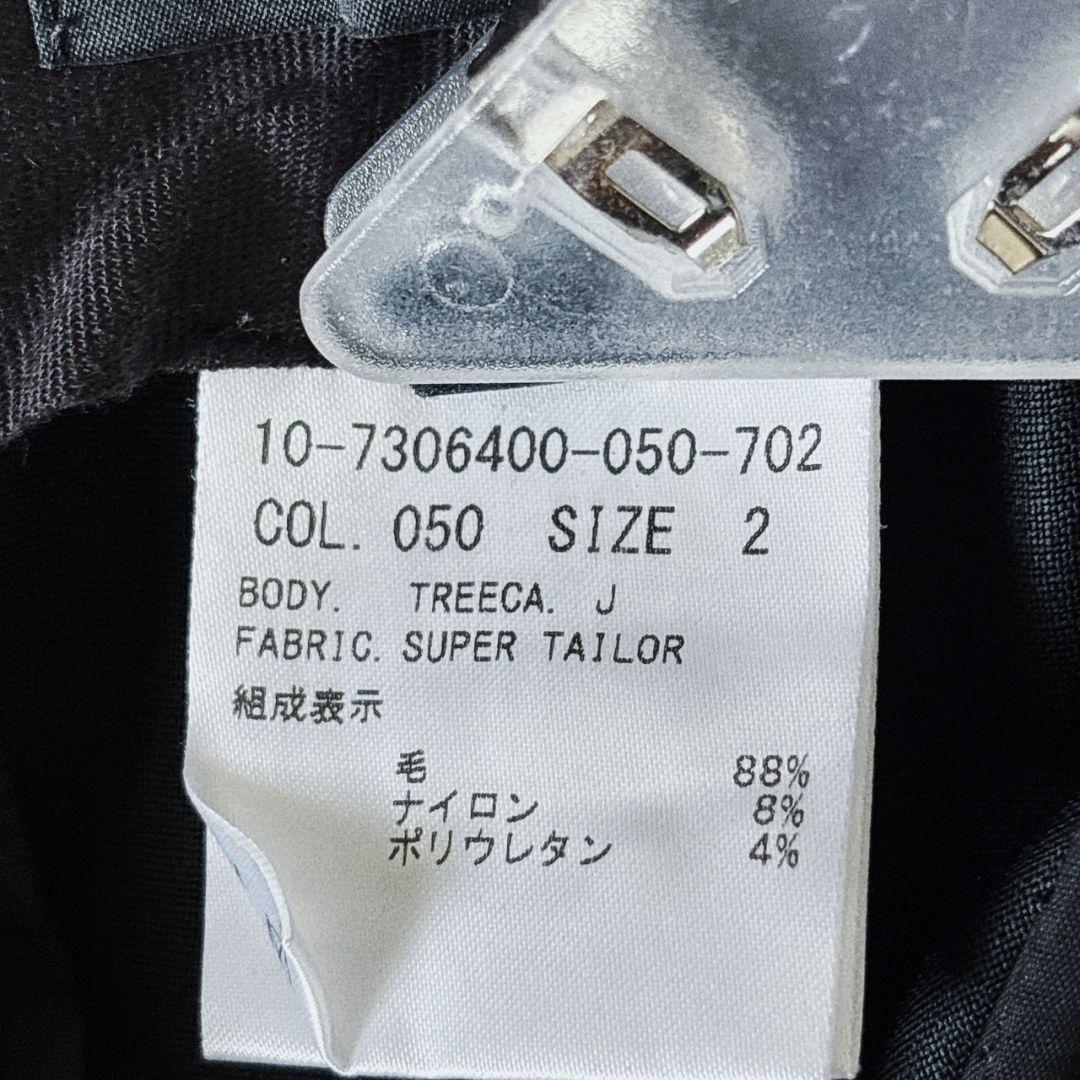 10-7306400-050-702
COL. 050 SIZE 2
BODY. TREECA. J
FABRIC. SUPER TAILOR
組成表示
毛 88%
ナイロン 8%
ポリウレタン 4%